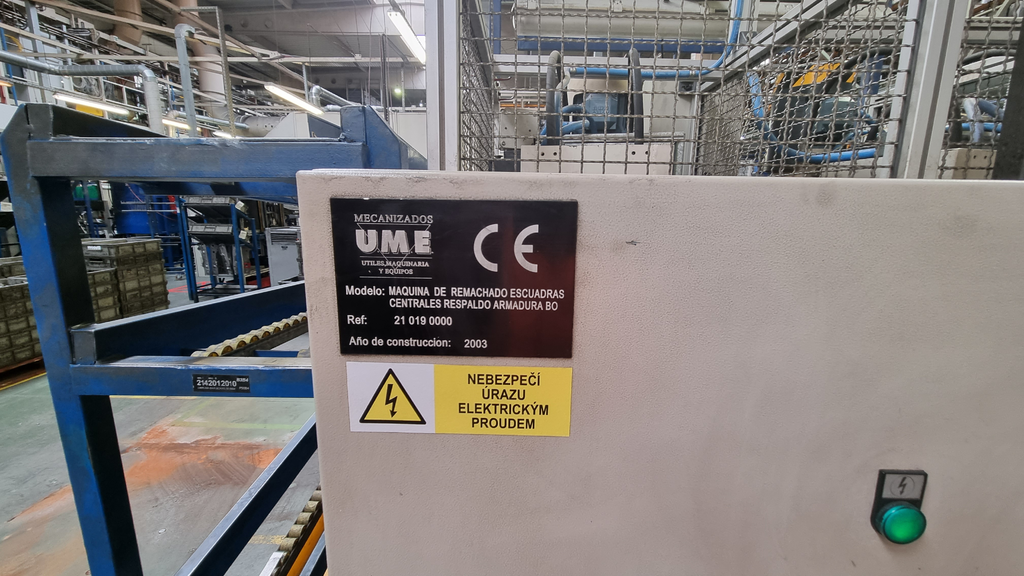 MECANIZADOS
UME
UTILES,MAQUINARIA
Y EQUIPOS
CE
Modelo: MAQUINA DE REMACHADO ESCUADRAS
CENTRALES RESPALDO ARMADURA BO
Ref: 21 019 0000
Año de construccion: 2003
NEBEZPEČÍ
ÚRAZU
ELEKTRICKÝM
PROUDEM
2142012010